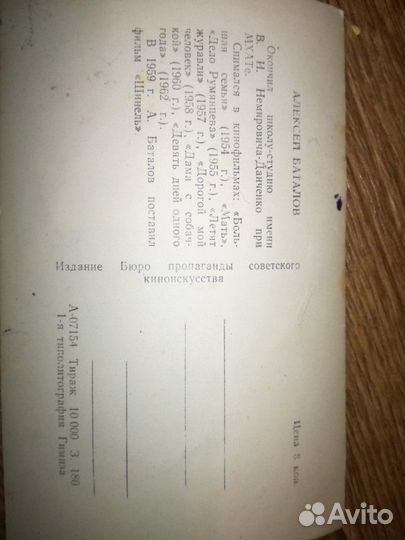 АЛЕКСЕЙ БАТАЛОВ
Окончил школу-студию имени
В. И. Немировича-Данченко при
МХАТе.
Снимался в кинофильмах: «Боль-
шая семья» (1954 г.), «Мать»,
«Дело Румянцева» (1955 г.), «Летят
журавли» (1957 г.), «Дорогой мой
человек» (1958 г.), «Дама с собач-
кой» (1960 г.), «Девять дней одного
года» (1962 г.).
В 1959 г. А. Баталов поставил
фильм «Шинель».
Издание Бюро пропаганды советского
киноискусства
А-07154 Тираж 10 000 З. 180
1-я типолитография Гимиза
Цена 8. коп.
Avito